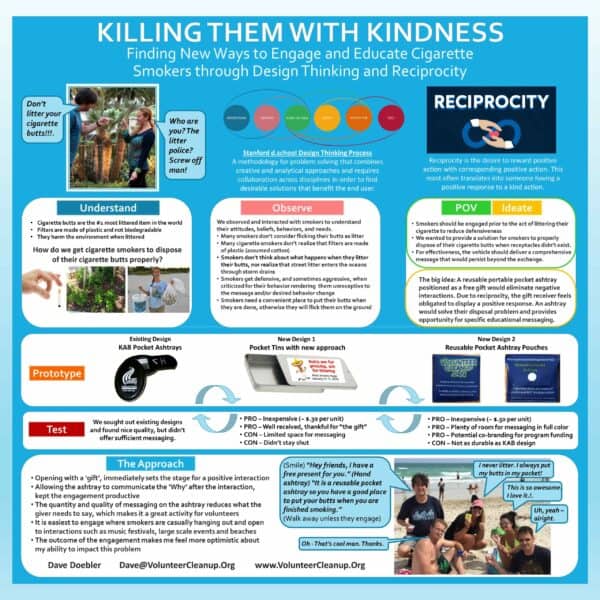 KILLING THEM WITH KINDNESS
Finding New Ways to Engage and Educate Cigarette
Smokers through Design Thinking and Reciprocity
Don't
litter your
cigarette
butts!!!.
Who are
you? The
litter
police?
Screw off
man!
Stanford d.school Design Thinking Process
A methodology for problem solving that combines
creative and analytical approaches and requires
collaboration across disciplines in order to find
desirable solutions that benefit the end user.
RECIPROCITY
Reciprocity is the desire to reward positive
action with corresponding positive action. This
most often translates into someone having a
positive response to a kind action.
Understand
• Cigarette butts are the #1 most littered item in the world
• Filters are made of plastic and not biodegradable
• They harm the environment when littered
How do we get cigarette smokers to dispose
of their cigarette butts properly?
Observe
We observed and interacted with smokers to understand
their attitudes, beliefs, behaviors, and needs.
• Many smokers don't consider flicking their butts as litter
• Many cigarette smokers don't realize that filters are made
of plastic (assumed cotton)
• Smokers don't think about what happens when they litter
their butts, nor realize that street litter enters the oceans
through storm drains
• Smokers get defensive, and sometimes aggressive, when
criticized for their behavior rendering them unreceptive to
the message and/or desired behavior change
• Smokers need a convenient place to put their butts when
they are done, otherwise they will flick them on the ground
POV
Ideate
• Smokers should be engaged prior to the act of littering their
cigarette to reduce defensiveness
• We wanted to provide a solution for smokers to properly
dispose of their cigarette butts when receptacles didn't exist.
• For effectiveness, the vehicle should deliver a comprehensive
message that would persist beyond the exchange.
The big idea: A reusable portable pocket ashtray
positioned as a free gift would eliminate negative
interactions. Due to reciprocity, the gift receiver feels
obligated to display a positive response. An ashtray
would solve their disposal problem and provides
opportunity for specific educational messaging.
Prototype
Existing Design
KAB Pocket Ashtrays
New Design 1
Pocket Tins with new approach
New Design 2
Reusable Pocket Ashtray Pouches
Test
We sought out existing designs
and found nice quality, but didn't
offer sufficient messaging.
• PRO – Inexpensive (~ $.30 per unit)
• PRO – Well received, thankful for "the gift"
• CON – Limited space for messaging
• CON – Didn't stay shut
• PRO – Inexpensive (~ $.50 per unit)
• PRO – Plenty of room for messaging in full color
• PRO – Potential co-branding for program funding
• CON – Not as durable as KAB design
The Approach
• Opening with a 'gift', immediately sets the stage for a positive interaction
• Allowing the ashtray to communicate the 'Why' after the interaction,
kept the engagement productive
• The quantity and quality of messaging on the ashtray reduces what the
giver needs to say, which makes it a great activity for volunteers
• It is easiest to engage where smokers are casually hanging out and open
to interactions such as music festivals, large scale events and beaches
• The outcome of the engagement makes me feel more optimistic about
my ability to impact this problem
Dave Doebler Dave@VolunteerCleanup.Org www.VolunteerCleanup.Org
(Smile) "Hey friends, I have a
free present for you." (Hand
ashtray) "It is a reusable pocket
ashtray so you have a good place
to put your butts when you are
finished smoking."
(Walk away unless they engage)
I never litter. I always put
my butts in my pocket!
This is so awesome
I love it!.
Uh, yeah –
alright.
Oh - That's cool man. Thanks.